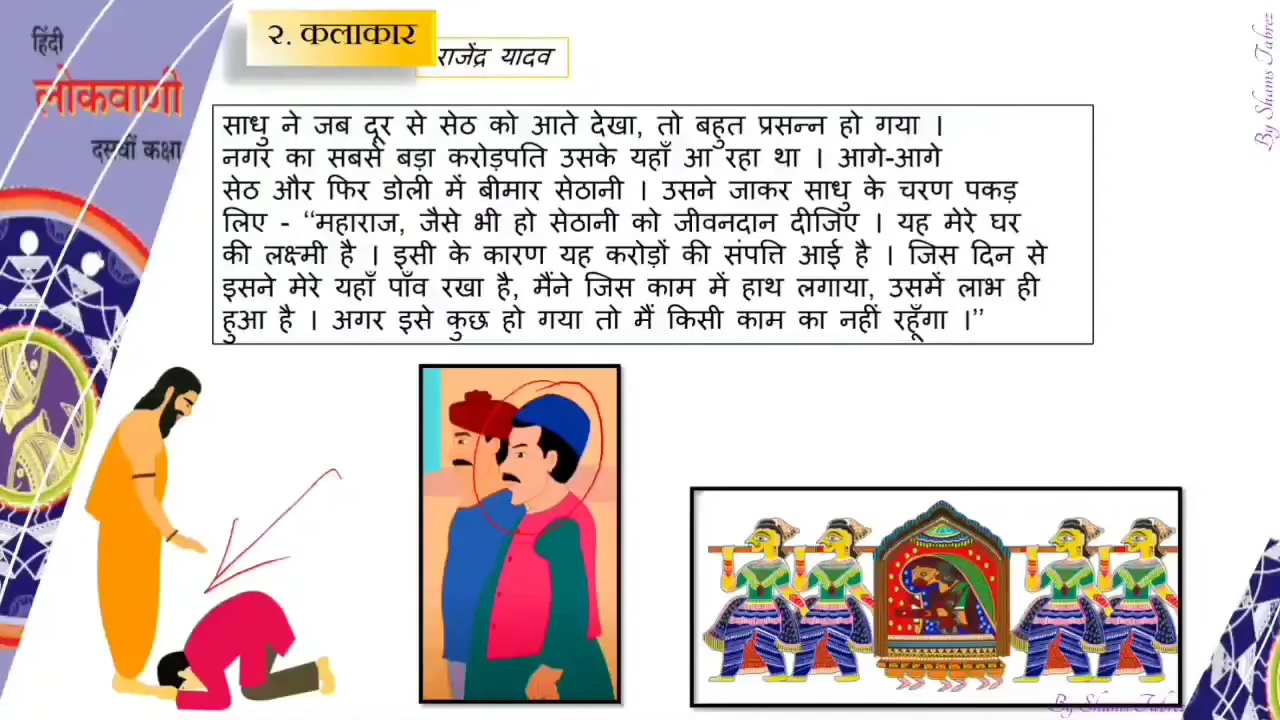 हिंदी
लोकवाणी
दसवीं कक्षा
२. कलाकार
राजेंद्र यादव
साधु ने जब दूर से सेठ को आते देखा, तो बहुत प्रसन्न हो गया ।
नगर का सबसे बड़ा करोड़पति उसके यहाँ आ रहा था । आगे-आगे
सेठ और फिर डोली में बीमार सेठानी । उसने जाकर साधु के चरण पकड़
लिए - ‘‘महाराज, जैसे भी हो सेठानी को जीवनदान दीजिए । यह मेरे घर
की लक्ष्मी है । इसी के कारण यह करोड़ों की संपत्ति आई है । जिस दिन से
इसने मेरे यहाँ पाँव रखा है, मैंने जिस काम में हाथ लगाया, उसमें लाभ ही
हुआ है । अगर इसे कुछ हो गया तो मैं किसी काम का नहीं रहूँगा ।’’
By Shams Tabrez
By Shams Tabrez